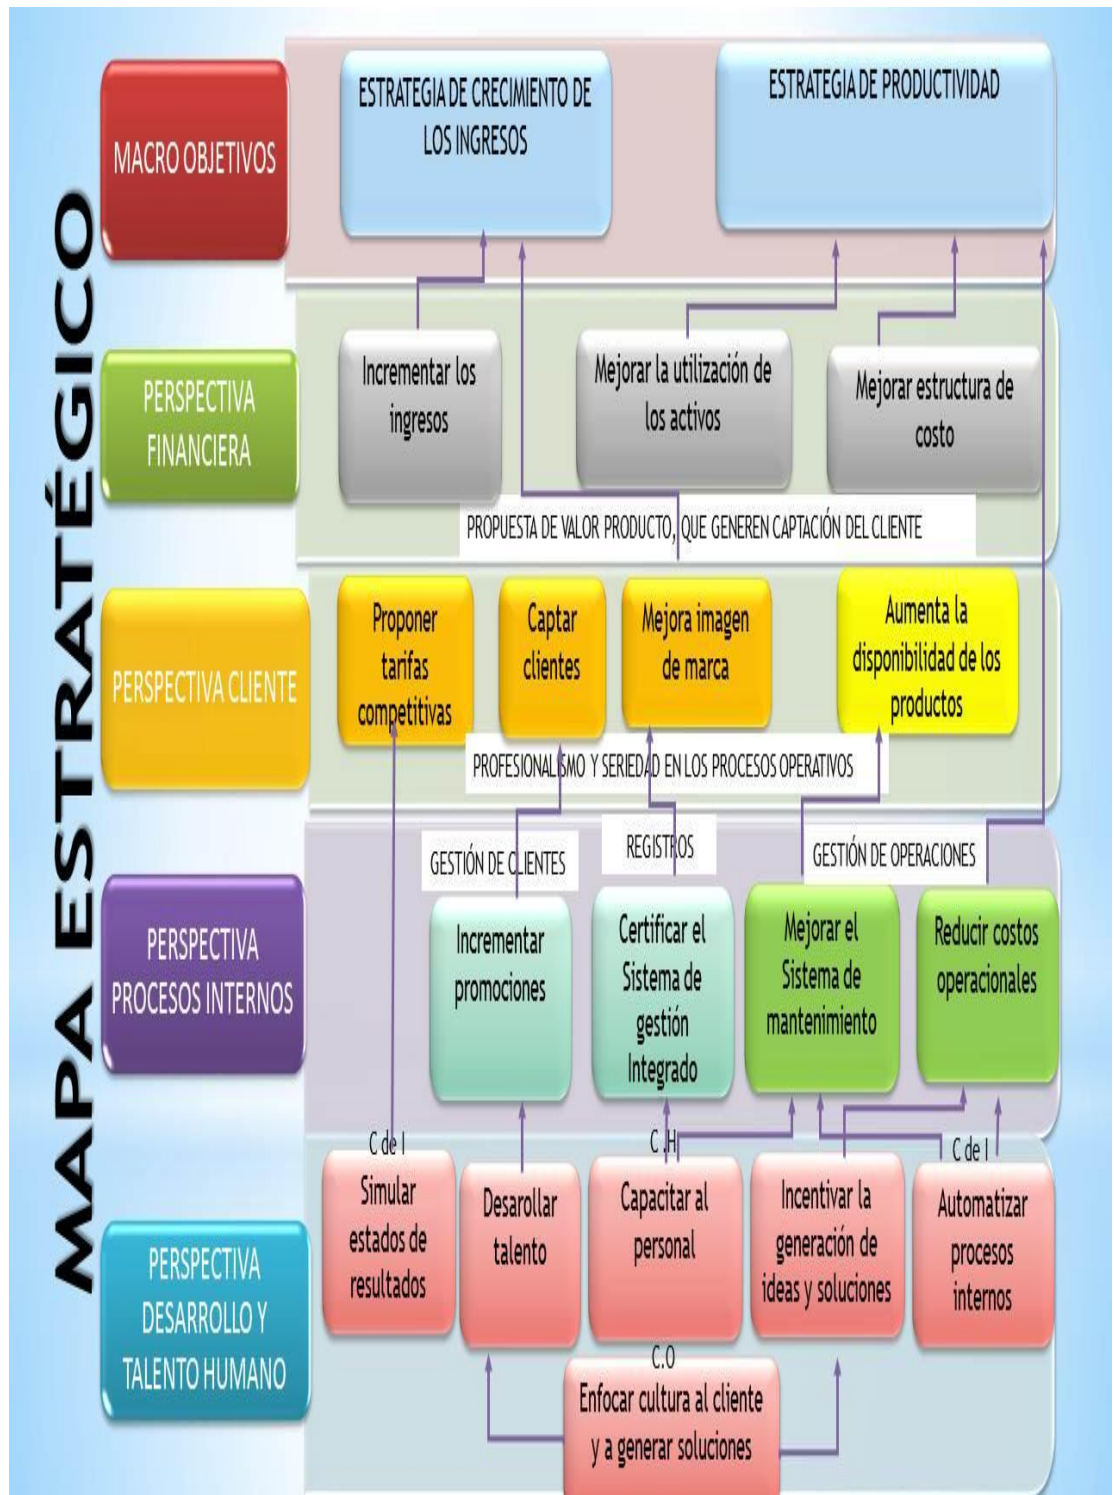 MAPA ESTRATÉGICO
MACRO OBJETIVOS
ESTRATEGIA DE CRECIMIENTO DE
LOS INGRESOS
ESTRATEGIA DE PRODUCTIVIDAD
PERSPECTIVA
FINANCIERA
Incrementar los
ingresos
Mejorar la utilización de
los activos
Mejorar estructura de
costo
PROPUESTA DE VALOR PRODUCTO, QUE GENEREN CAPTACIÓN DEL CLIENTE
PERSPECTIVA CLIENTE
Proponer
tarifas
competitivas
Captar
clientes
Mejora imagen
de marca
Aumenta la
disponibilidad de los
productos
PROFESIONALISMO Y SERIEDAD EN LOS PROCESOS OPERATIVOS
GESTIÓN DE CLIENTES
REGISTROS
GESTIÓN DE OPERACIONES
PERSPECTIVA
PROCESOS INTERNOS
Incrementar
promociones
Certificar el
Sistema de
gestión
Integrado
Mejorar el
Sistema de
mantenimiento
Reducir costos
operacionales
PERSPECTIVA
DESARROLLO Y
TALENTO HUMANO
C de I
Simular
estados de
resultados
Desarollar
talento
C .H
Capacitar al
personal
Incentivar la
generación de
ideas y soluciones
C de I
Automatizar
procesos
internos
C.O
Enfocar cultura al cliente
y a generar soluciones